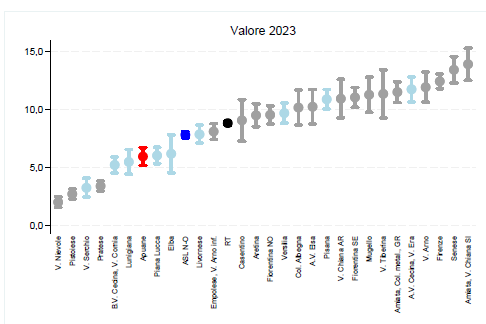 Valore 2023
15,0
10,0
5,0
0,0
V. Nievole
Pistoiese
V. Serchio
Pratese
B.V. Cecina, V. Cornia
Lunigiana
Apuane
Piana Lucca
Elba
ASL N-O
Livornese
Empolese, V. Arno Inf.
RT
Casentino
Aretina
Fiorentina NO
Versilia
Col. Albegna
A.V. Elsa
Pisana
V. Chiana AR
Fiorentina SE
Mugello
V. Tiberina
Amiata, Col. metal., GR
A.V. Cecina, V. Era
V. Arno
Firenze
Senese
Amiata, V. Chiana SI